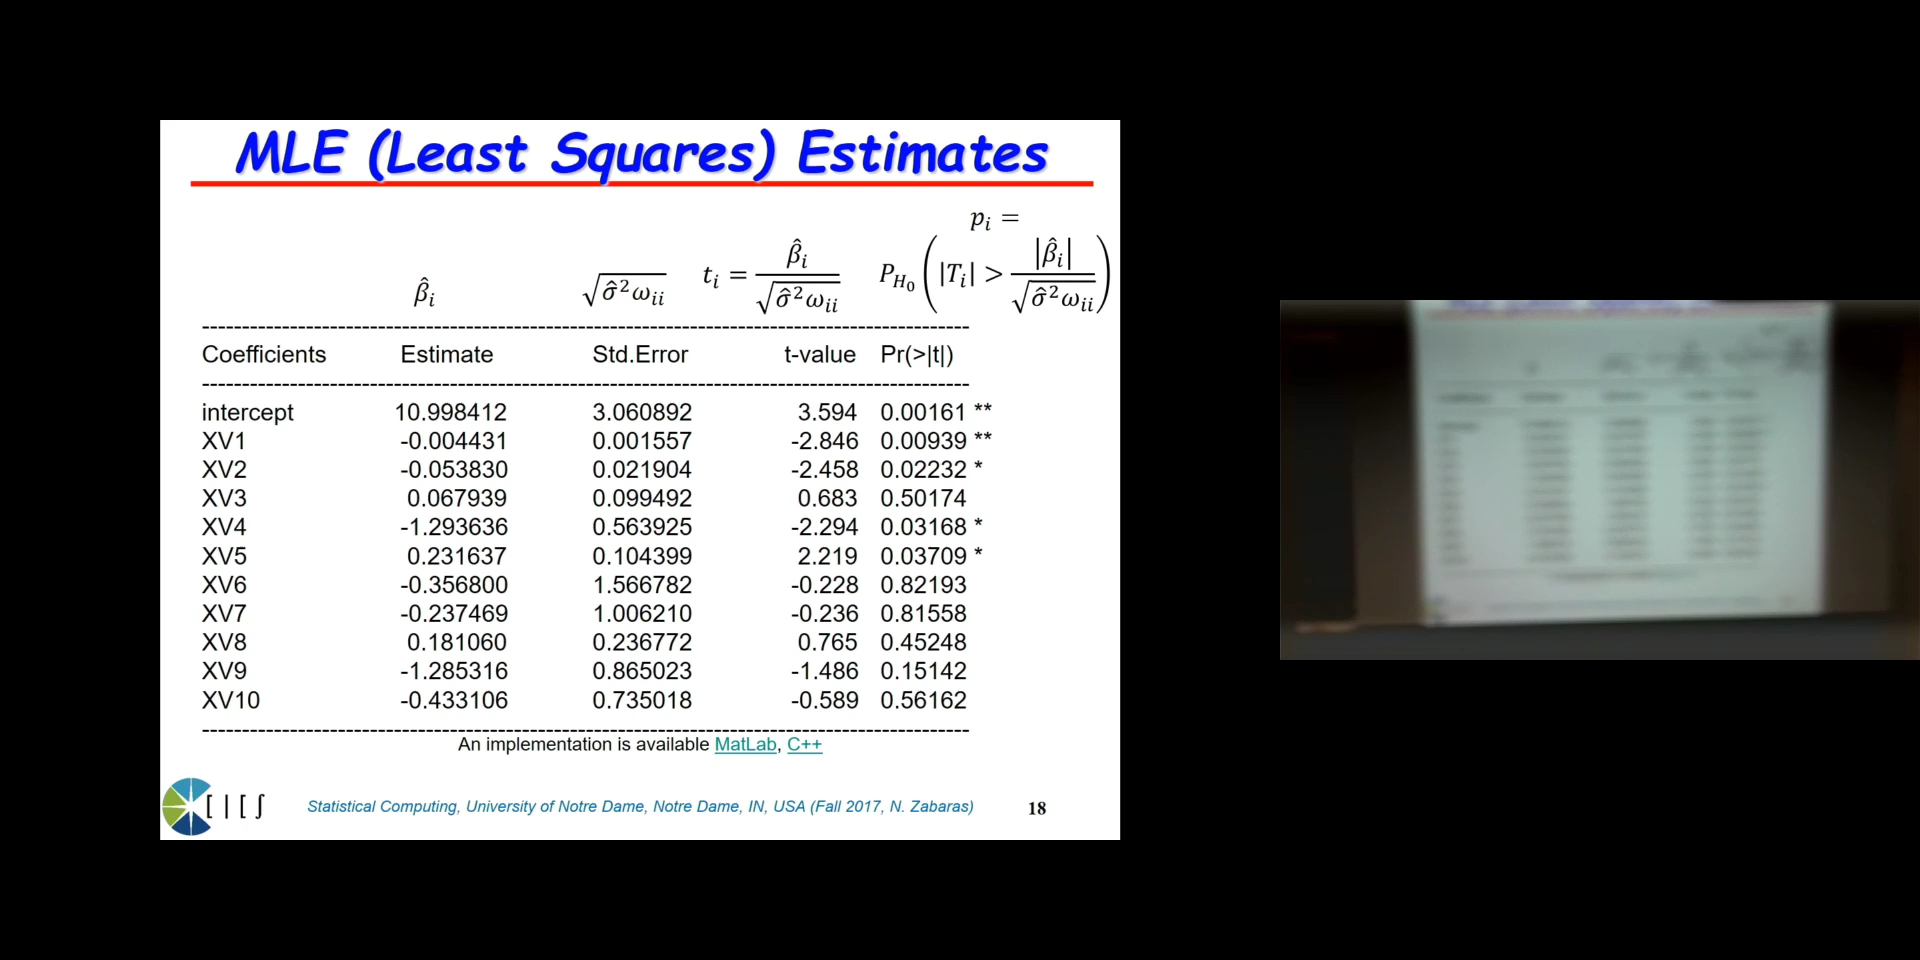 MLE (Least Squares) Estimates
p_i =
β̂_i √σ̂²ω_ii t_i = β̂_i / √σ̂²ω_ii P_H₀ ( |T_i| > |β̂_i| / √σ̂²ω_ii )
Coefficients Estimate Std.Error t-value Pr(>|t|)
intercept 10.998412 3.060892 3.594 0.00161 **
XV1 -0.004431 0.001557 -2.846 0.00939 **
XV2 -0.053830 0.021904 -2.458 0.02232 *
XV3 0.067939 0.099492 0.683 0.50174
XV4 -1.293636 0.563925 -2.294 0.03168 *
XV5 0.231637 0.104399 2.219 0.03709 *
XV6 -0.356800 1.566782 -0.228 0.82193
XV7 -0.237469 1.006210 -0.236 0.81558
XV8 0.181060 0.236772 0.765 0.45248
XV9 -1.285316 0.865023 -1.486 0.15142
XV10 -0.433106 0.735018 -0.589 0.56162
An implementation is available MatLab, C++
Statistical Computing, University of Notre Dame, Notre Dame, IN, USA (Fall 2017, N. Zabaras) 18